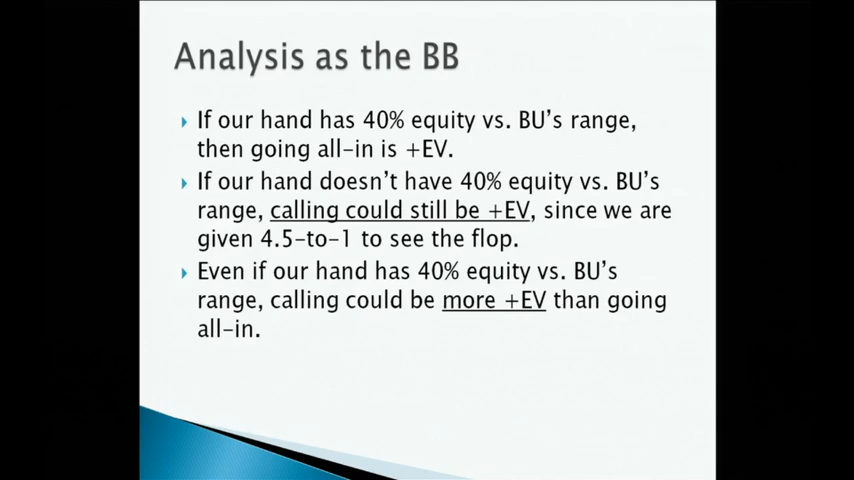 Analysis as the BB
If our hand has 40% equity vs. BU's range,
then going all-in is +EV.
If our hand doesn't have 40% equity vs. BU's
range, calling could still be +EV, since we are
given 4.5-to-1 to see the flop.
Even if our hand has 40% equity vs. BU's
range, calling could be more +EV than going
all-in.